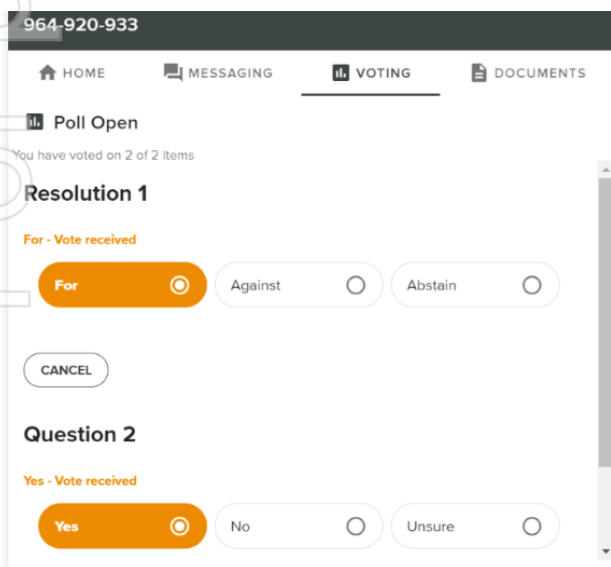 964-920-933
HOME MESSAGING VOTING DOCUMENTS
Poll Open
You have voted on 2 of 2 items
Resolution 1
For - Vote received
For Against Abstain
CANCEL
Question 2
Yes - Vote received
Yes No Unsure